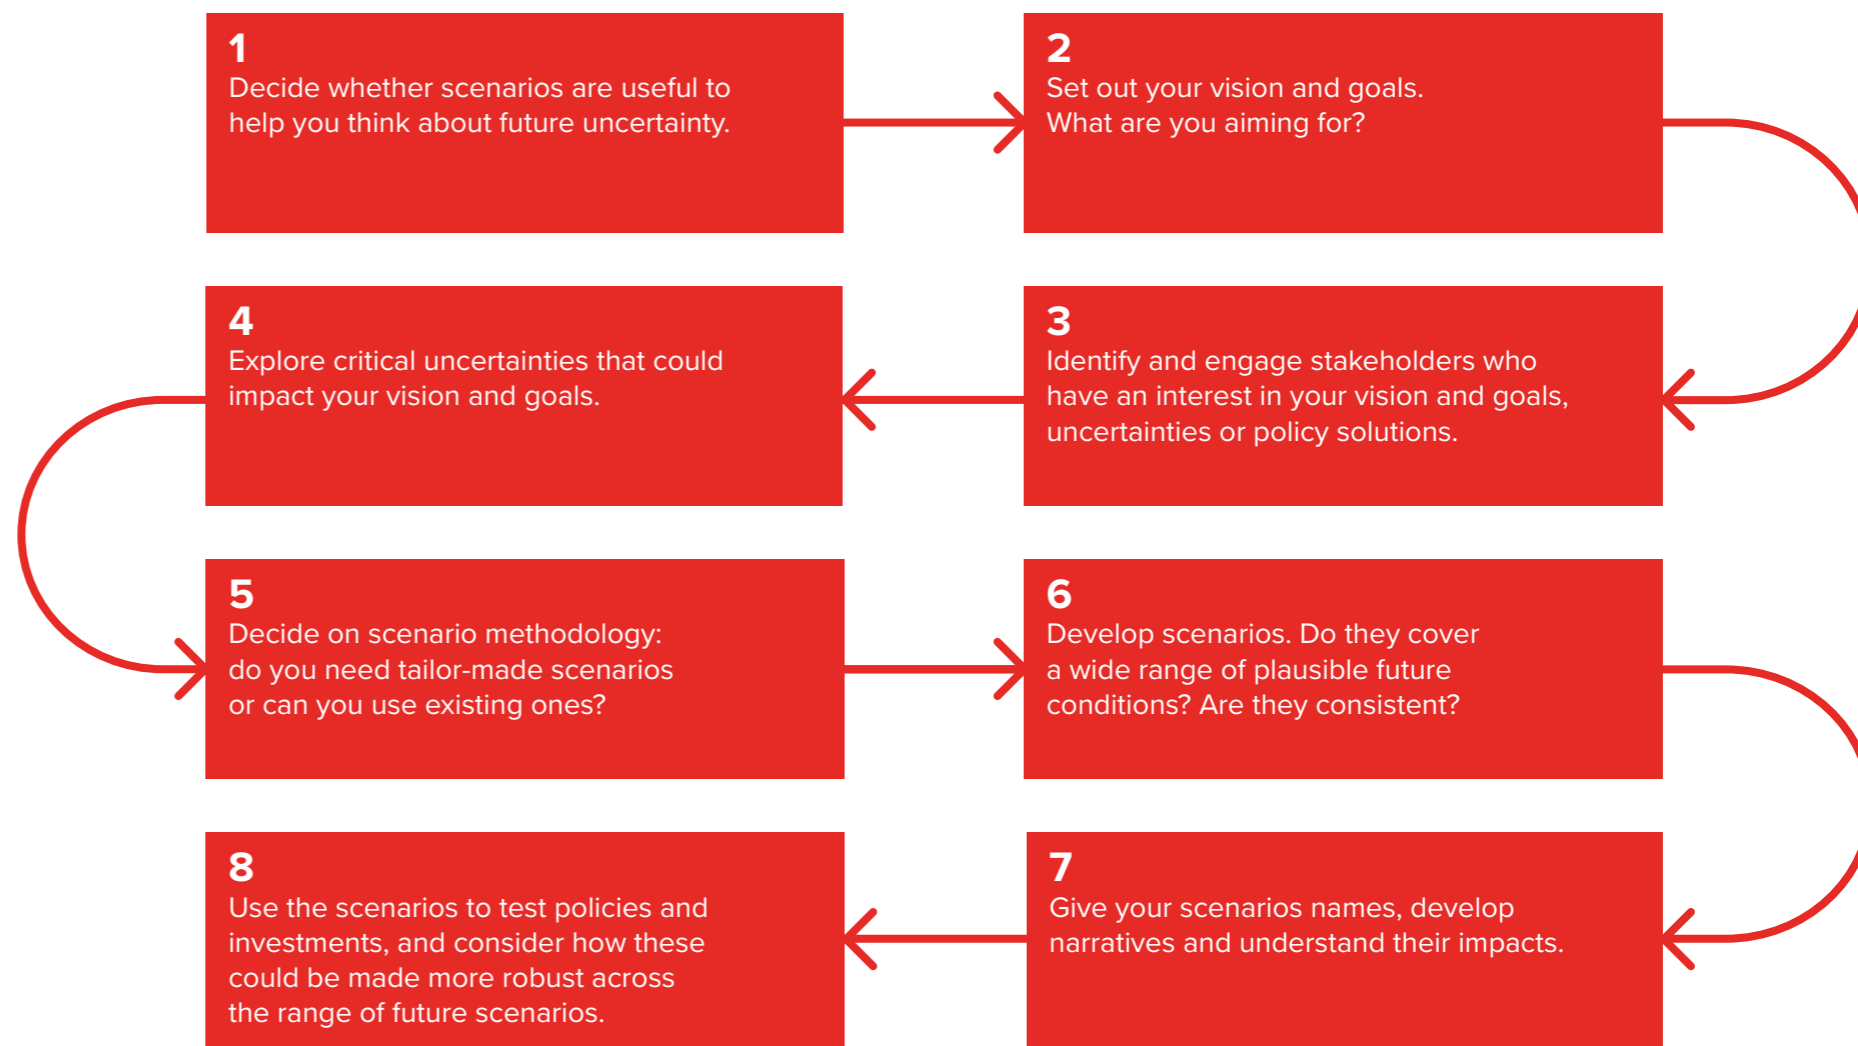 1
Decide whether scenarios are useful to
help you think about future uncertainty.
2
Set out your vision and goals.
What are you aiming for?
3
Identify and engage stakeholders who
have an interest in your vision and goals,
uncertainties or policy solutions.
4
Explore critical uncertainties that could
impact your vision and goals.
5
Decide on scenario methodology:
do you need tailor-made scenarios
or can you use existing ones?
6
Develop scenarios. Do they cover
a wide range of plausible future
conditions? Are they consistent?
7
Give your scenarios names, develop
narratives and understand their impacts.
8
Use the scenarios to test policies and
investments, and consider how these
could be made more robust across
the range of future scenarios.